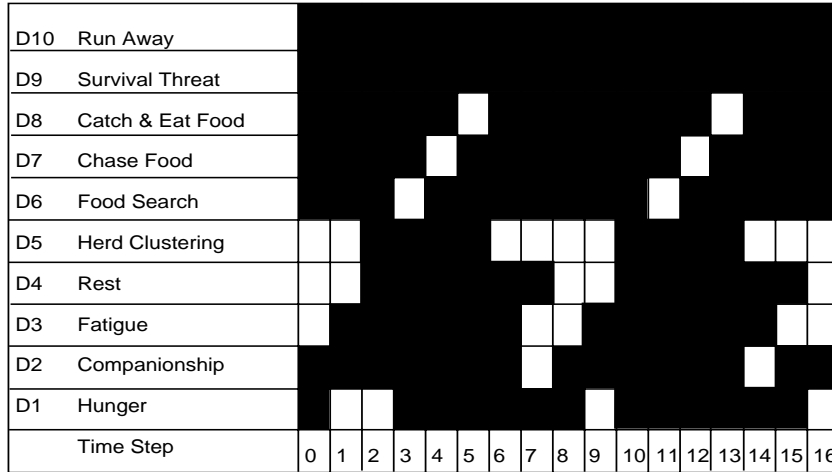 D10 Run Away
D9 Survival Threat
D8 Catch & Eat Food
D7 Chase Food
D6 Food Search
D5 Herd Clustering
D4 Rest
D3 Fatigue
D2 Companionship
D1 Hunger
Time Step 0 1 2 3 4 5 6 7 8 9 10 11 12 13 14 15 16